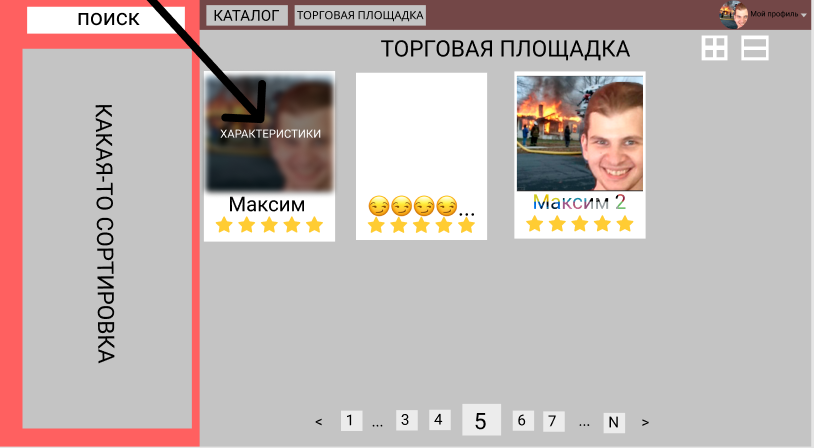 ПОИСК
КАТАЛОГ
ТОРГОВАЯ ПЛОЩАДКА
Мой профиль
КАКАЯ-ТО СОРТИРОВКА
ТОРГОВАЯ ПЛОЩАДКА
ХАРАКТЕРИСТИКИ
Максим
😏😏😏😏...
Максим 2
< 1 ... 3 4 5 6 7 ... N >